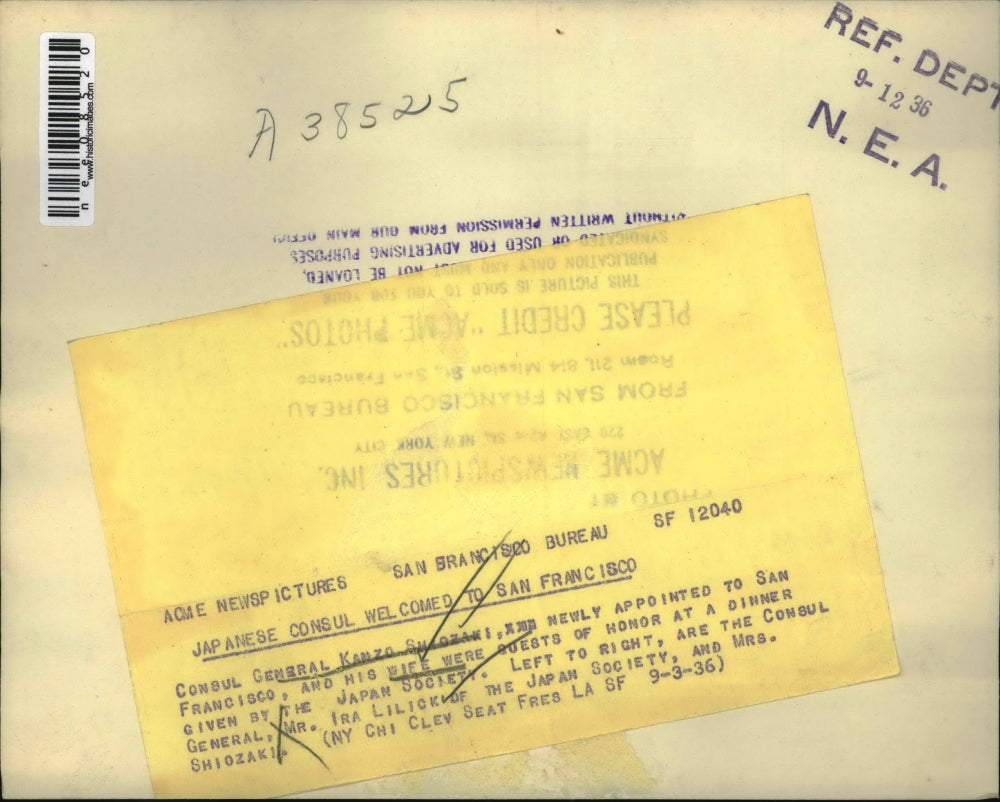 REF. DEPT
9-12 36
N. E. A.
nee08520
www.historicimages.com
A 38525
WITHOUT WRITTEN PERMISSION FROM OUR MAIN OFFICE
SYNDICATED OR USED FOR ADVERTISING PURPOSES
PUBLICATION ONLY AND MUST NOT BE LOANED,
THIS PICTURE IS SOLD TO YOU FOR YOUR
PLEASE CREDIT "ACME PHOTOS"
Room 211, 814 Mission St., San Francisco
FROM SAN FRANCISCO BUREAU
220 EAST 42nd ST., NEW YORK CITY
ACME NEWSPICTURES INC.
PHOTO
ACME NEWSPICTURES SAN BRANCISCO BUREAU SF 12040
JAPANESE CONSUL WELCOMED TO SAN FRANCISCO
CONSUL GENERAL KANZO SHIOZAKI, NEWLY APPOINTED TO SAN
FRANCISCO, AND HIS WIFE WERE GUESTS OF HONOR AT A DINNER
GIVEN BY THE JAPAN SOCIETY. LEFT TO RIGHT, ARE THE CONSUL
GENERAL, MR. IRA LILICK OF THE JAPAN SOCIETY, AND MRS.
SHIOZAKI. (NY CHI CLEV SEAT FRES LA SF 9-3-36)